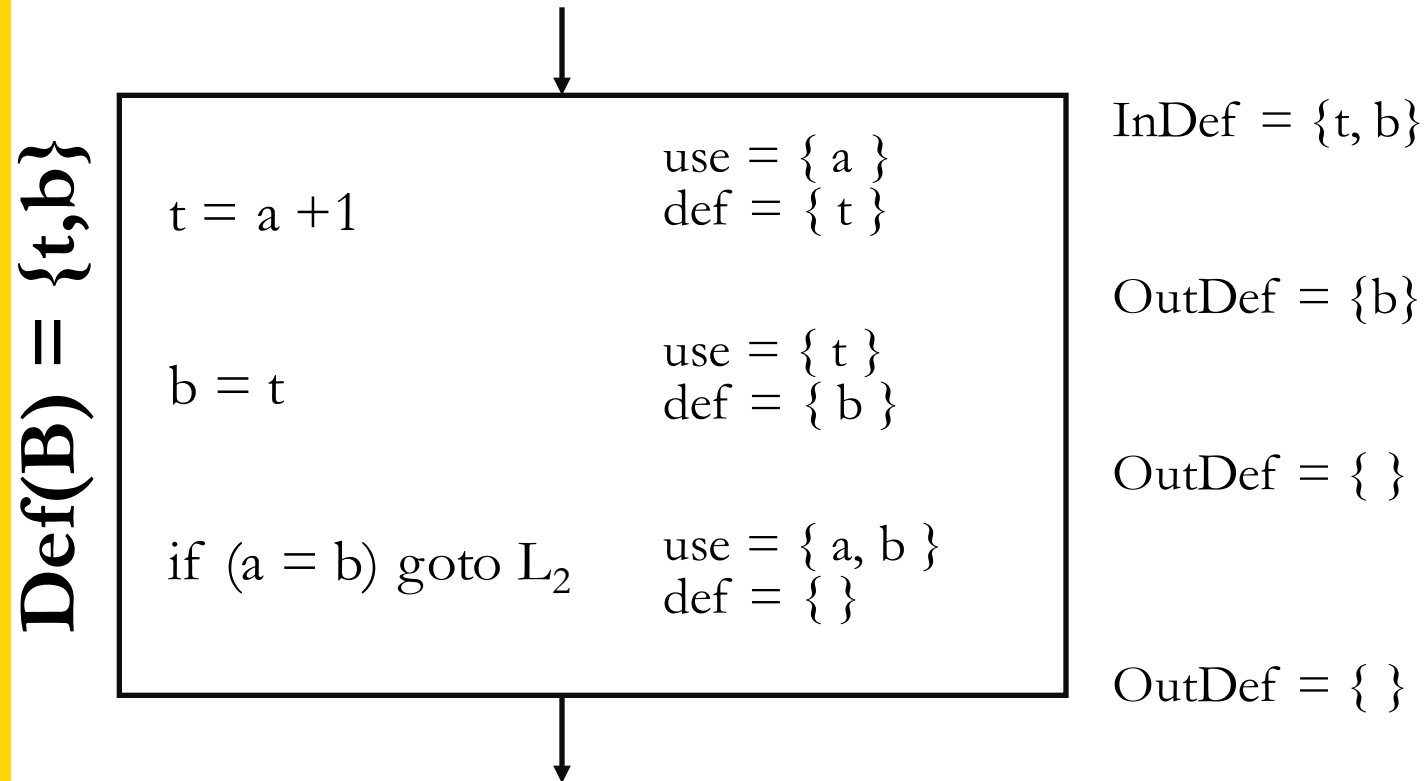 Def(B) = {t,b}
InDef = {t, b}
use = { a }
t = a +1
def = { t }
OutDef = {b}
use = { t }
b = t
def = { b }
OutDef = { }
use = { a, b }
if (a = b) goto L₂
def = { }
OutDef = { }